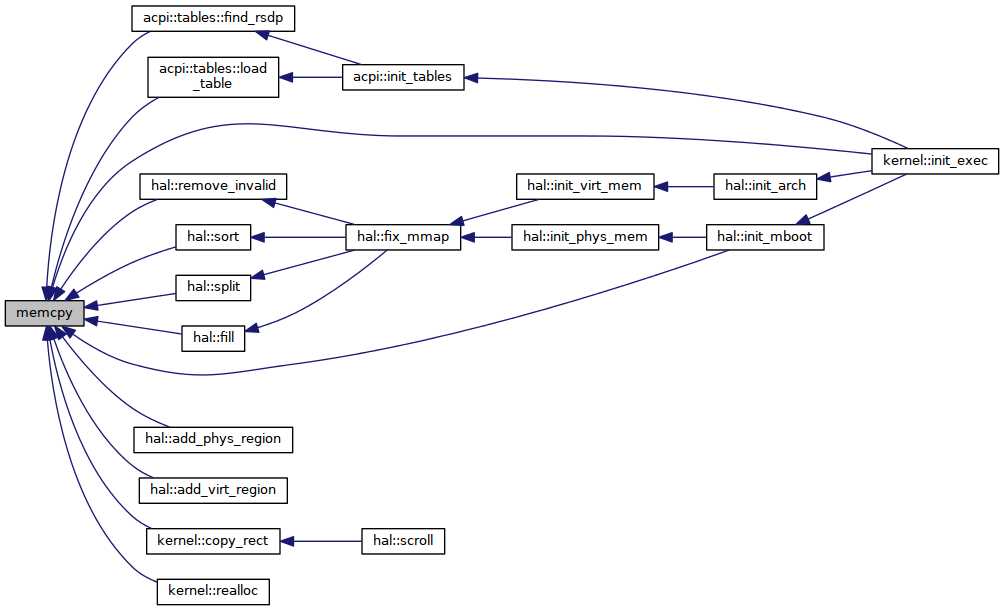 acpi::tables::find_rsdp
acpi::tables::load
_table
acpi::init_tables
kernel::init_exec
hal::remove_invalid
hal::init_virt_mem
hal::init_arch
hal::sort
hal::fix_mmap
hal::init_phys_mem
hal::init_mboot
hal::split
memcpy
hal::fill
hal::add_phys_region
hal::add_virt_region
kernel::copy_rect
hal::scroll
kernel::realloc